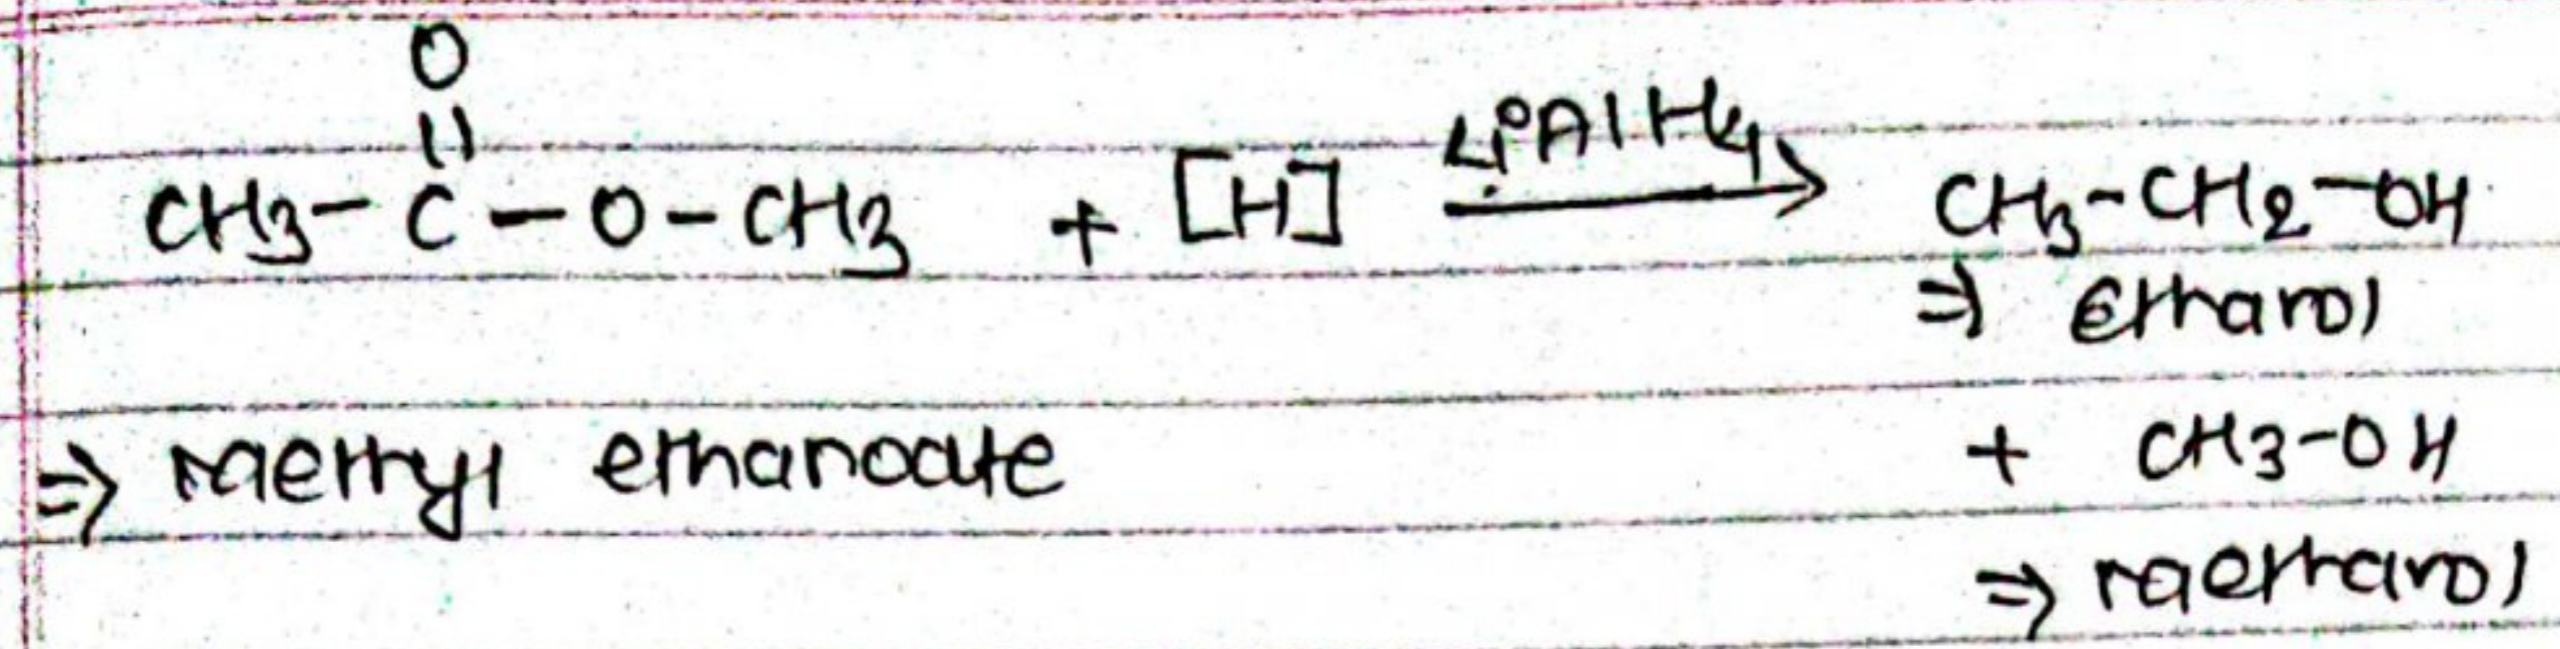 O
||
CH3 - C - O - CH3 + [H] LiAlH4 → CH3-CH2-OH
⇒ Ethanol
⇒ methyl ethanoate + CH3-OH
⇒ methanol